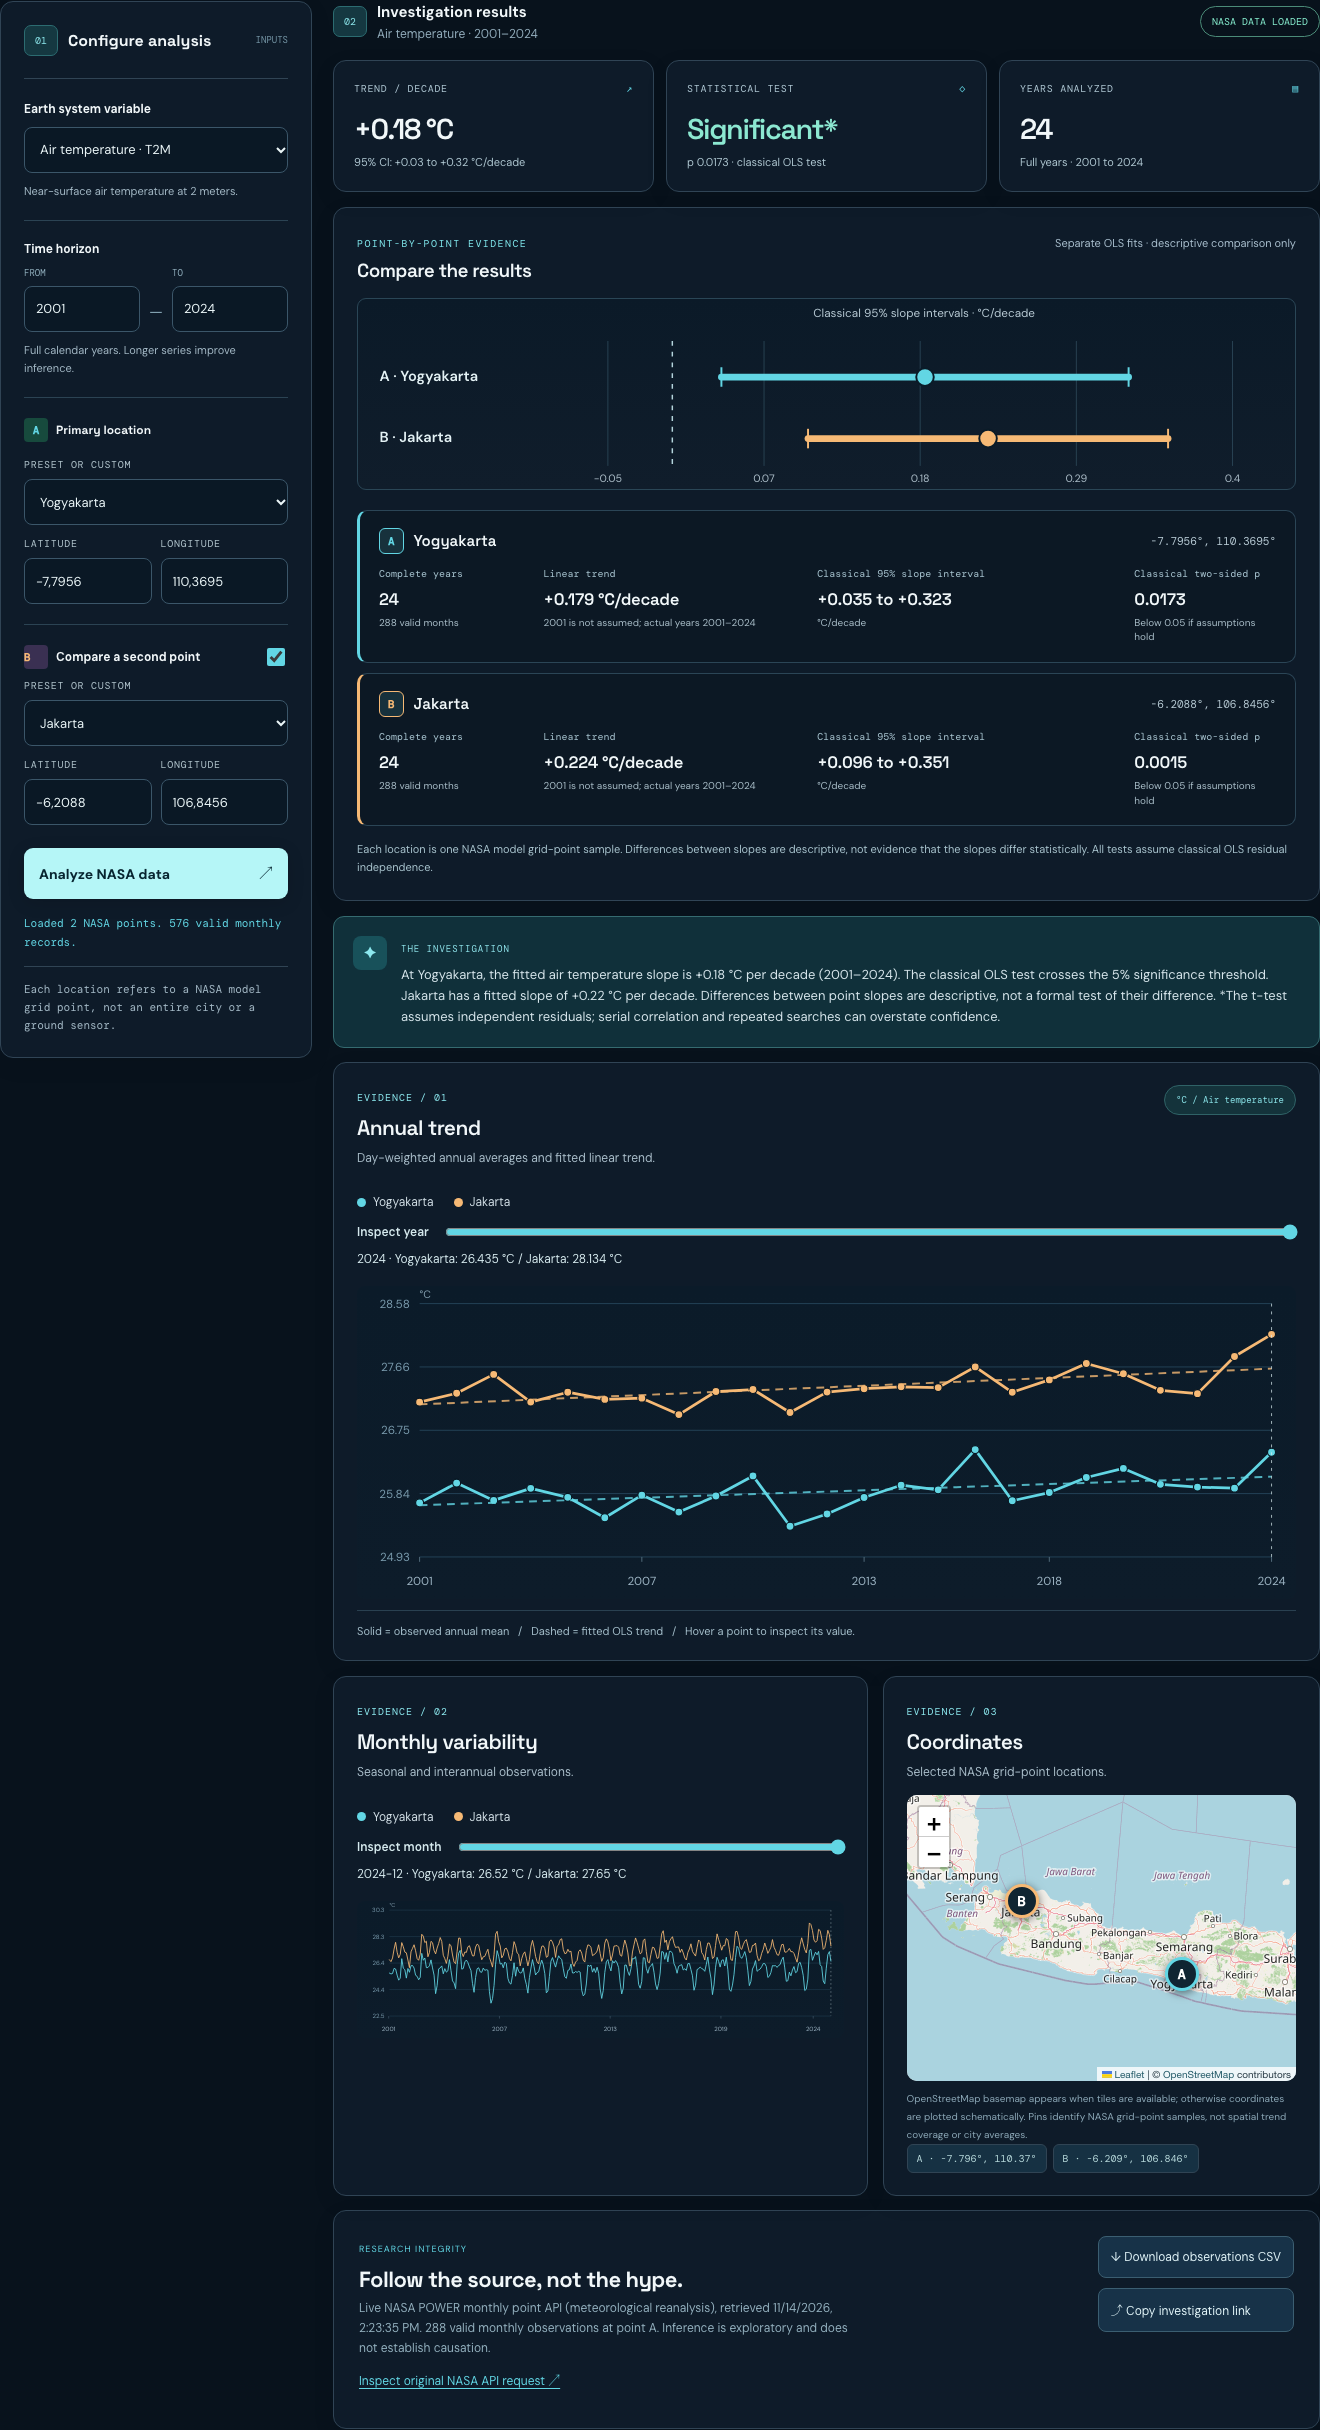 01
Configure analysis
INPUTS
Earth system variable
Air temperature · T2M
Near-surface air temperature at 2 meters.
Time horizon
FROM
TO
2001
—
2024
Full calendar years. Longer series improve
inference.
A
Primary location
PRESET OR CUSTOM
Yogyakarta
LATITUDE
LONGITUDE
-7,7956
110,3695
B
Compare a second point
PRESET OR CUSTOM
Jakarta
LATITUDE
LONGITUDE
-6,2088
106,8456
Analyze NASA data ↗
Loaded 2 NASA points. 576 valid monthly
records.
Each location refers to a NASA model
grid point, not an entire city or a
ground sensor.
02
Investigation results
Air temperature · 2001–2024
NASA DATA LOADED
TREND / DECADE ↗
+0.18 °C
95% CI: +0.03 to +0.32 °C/decade
STATISTICAL TEST ◇
Significant*
p 0.0173 · classical OLS test
YEARS ANALYZED
24
Full years · 2001 to 2024
POINT-BY-POINT EVIDENCE
Separate OLS fits · descriptive comparison only
Compare the results
Classical 95% slope intervals · °C/decade
A · Yogyakarta
B · Jakarta
-0.05
0.07
0.18
0.29
0.4
A
Yogyakarta
-7.7956°, 110.3695°
Complete years
Linear trend
Classical 95% slope interval
Classical two-sided p
24
+0.179 °C/decade
+0.035 to +0.323
0.0173
288 valid months
2001 is not assumed; actual years 2001–2024
°C/decade
Below 0.05 if assumptions
hold
B
Jakarta
-6.2088°, 106.8456°
Complete years
Linear trend
Classical 95% slope interval
Classical two-sided p
24
+0.224 °C/decade
+0.096 to +0.351
0.0015
288 valid months
2001 is not assumed; actual years 2001–2024
°C/decade
Below 0.05 if assumptions
hold
Each location is one NASA model grid-point sample. Differences between slopes are descriptive, not evidence that the slopes differ statistically. All tests assume classical OLS residual
independence.
✦
THE INVESTIGATION
At Yogyakarta, the fitted air temperature slope is +0.18 °C per decade (2001–2024). The classical OLS test crosses the 5% significance threshold.
Jakarta has a fitted slope of +0.22 °C per decade. Differences between point slopes are descriptive, not a formal test of their difference. *The t-test
assumes independent residuals; serial correlation and repeated searches can overstate confidence.
EVIDENCE / 01
°C / Air temperature
Annual trend
Day-weighted annual averages and fitted linear trend.
Yogyakarta
Jakarta
Inspect year
2024 · Yogyakarta: 26.435 °C / Jakarta: 28.134 °C
°C
28.58
27.66
26.75
25.84
24.93
2001
2007
2013
2018
2024
Solid = observed annual mean / Dashed = fitted OLS trend / Hover a point to inspect its value.
EVIDENCE / 02
Monthly variability
Seasonal and interannual observations.
Yogyakarta
Jakarta
Inspect month
2024-12 · Yogyakarta: 26.52 °C / Jakarta: 27.65 °C
°C
30.3
28.3
26.4
24.4
22.5
2001
2007
2013
2019
2024
EVIDENCE / 03
Coordinates
Selected NASA grid-point locations.
+
−
Bandar Lampung
Jawa Barat
Jawa Tengah
Serang
B
Banten
Subang
Pati
Bandung
Pekalongan
Blora
Semarang
Banjar
Surab
Cilacap
A
Kediri
Malar
Leaflet | © OpenStreetMap contributors
OpenStreetMap basemap appears when tiles are available; otherwise coordinates
are plotted schematically. Pins identify NASA grid-point samples, not spatial trend
coverage or city averages.
A · -7.796°, 110.37°
B · -6.209°, 106.846°
RESEARCH INTEGRITY
Follow the source, not the hype.
Live NASA POWER monthly point API (meteorological reanalysis), retrieved 11/14/2026,
2:23:35 PM. 288 valid monthly observations at point A. Inference is exploratory and does
not establish causation.
Inspect original NASA API request ↗
↓ Download observations CSV
⤴ Copy investigation link